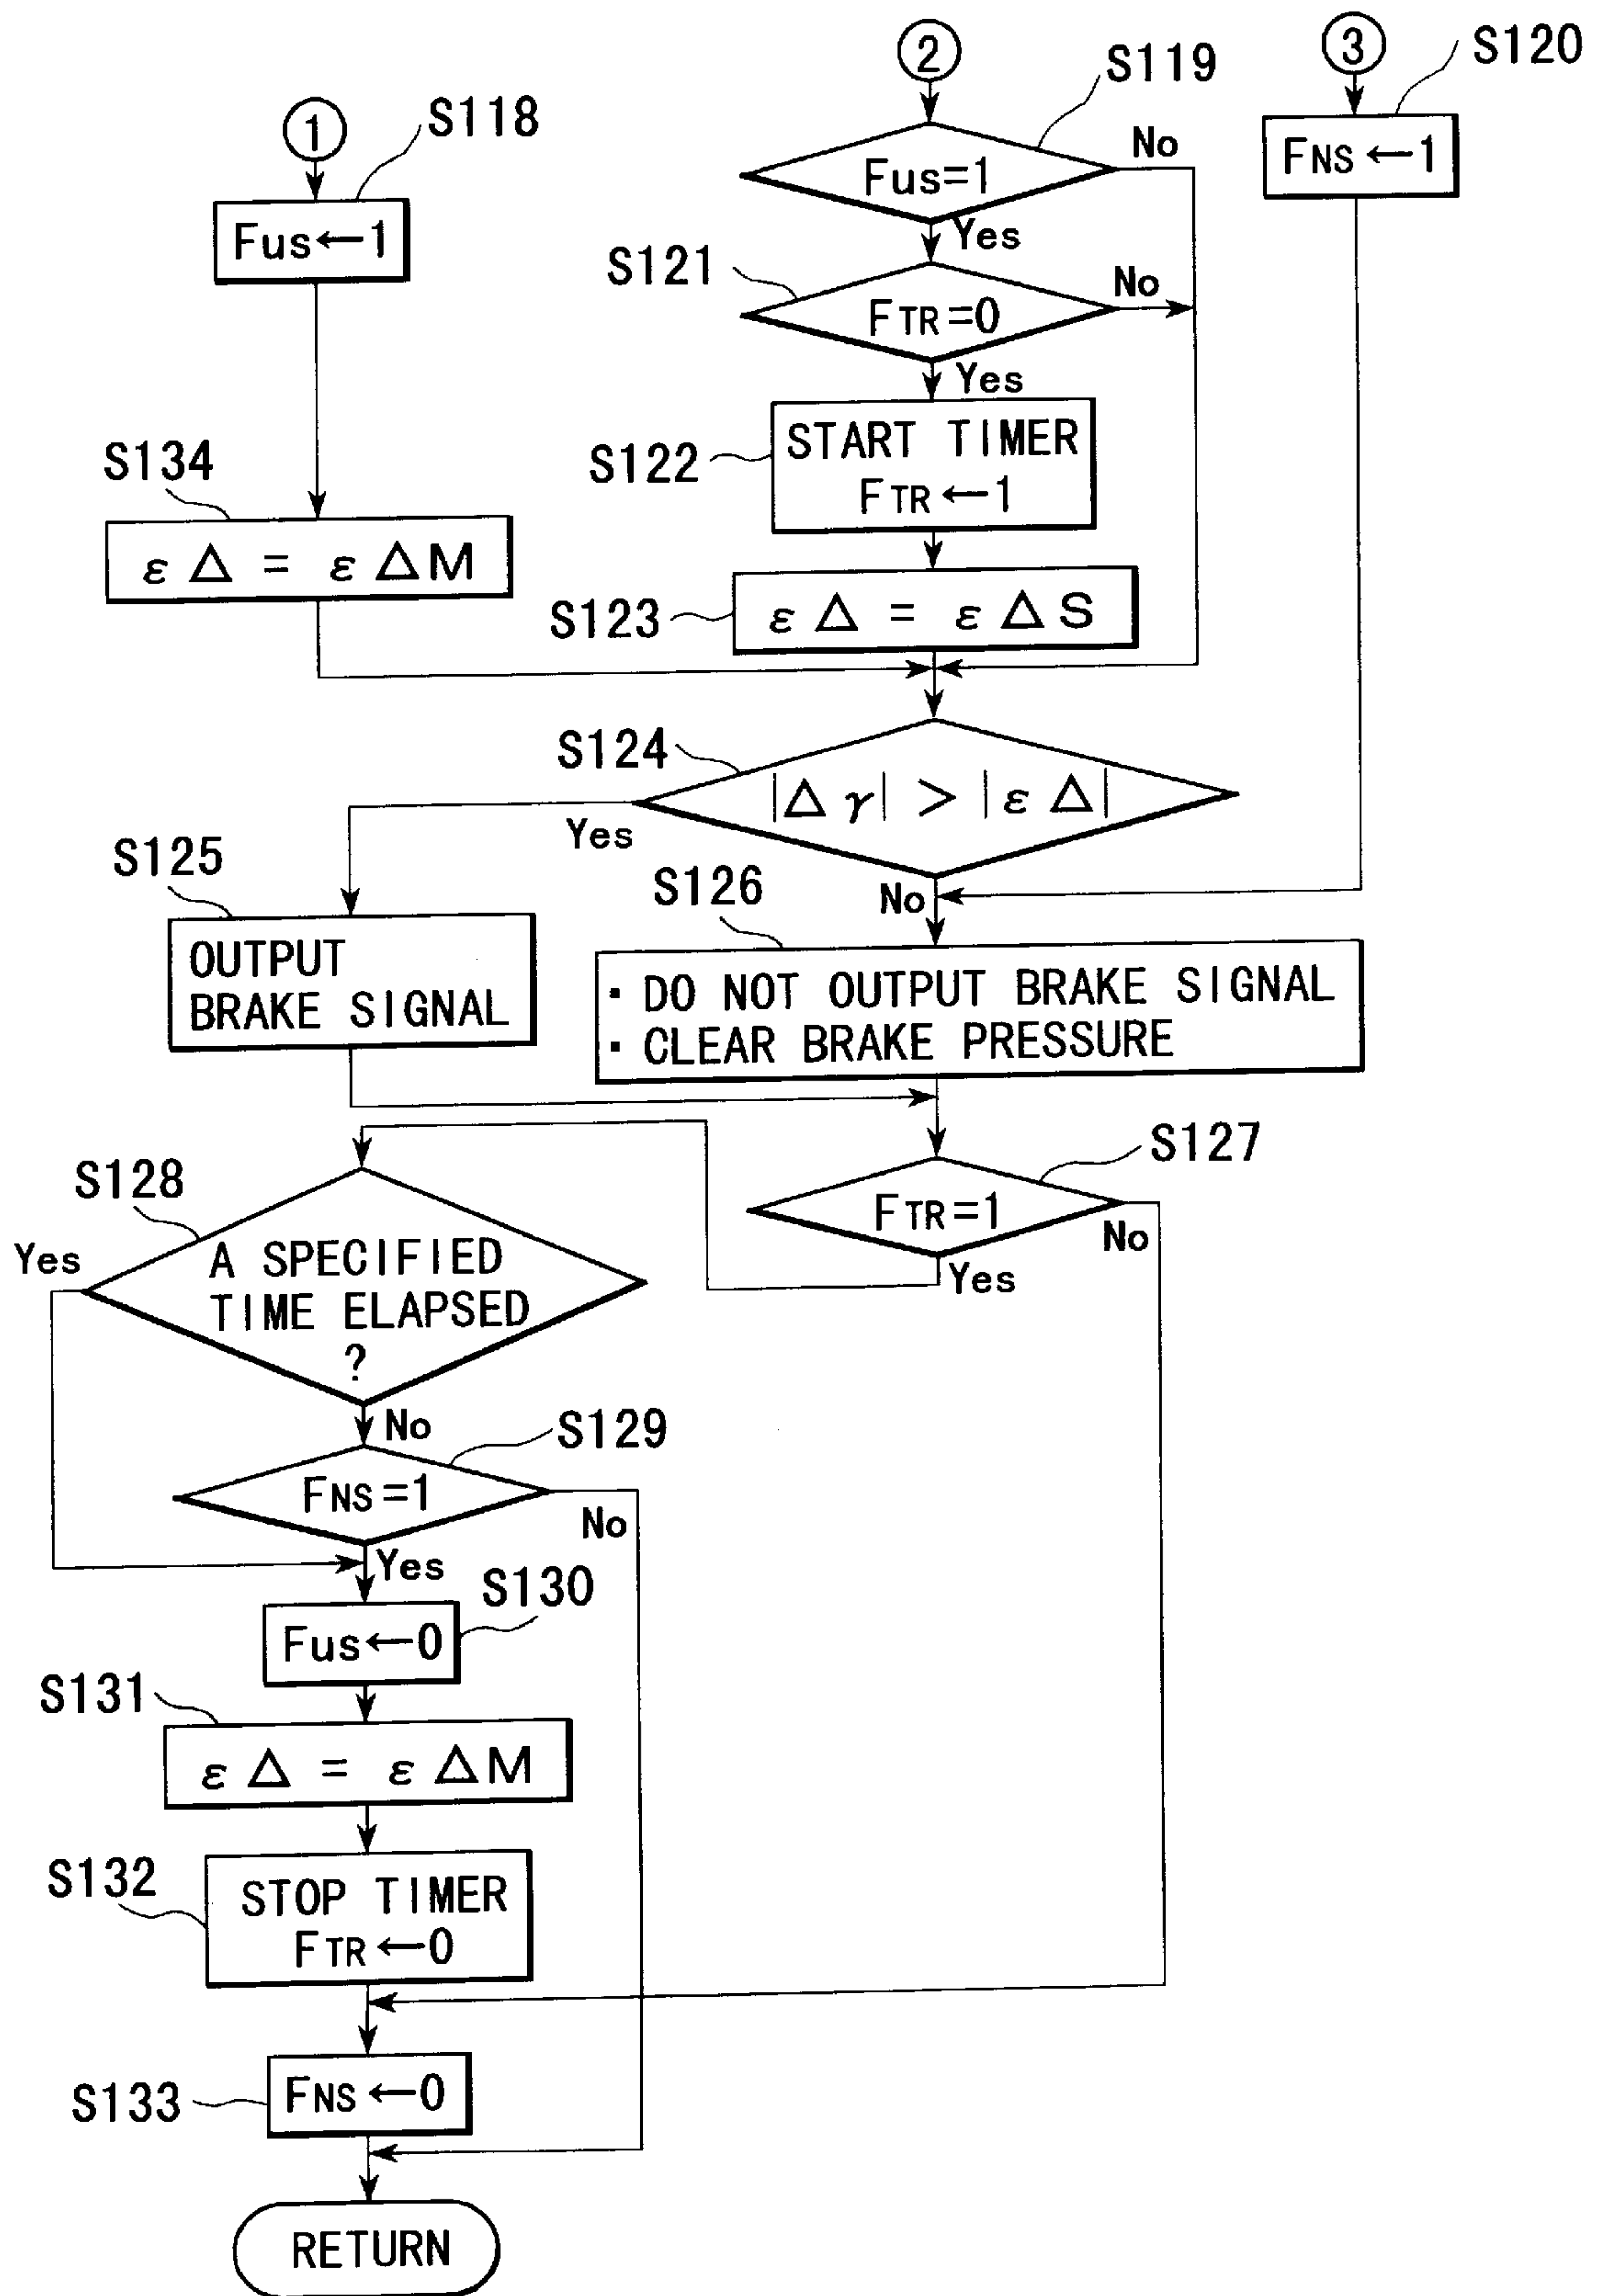 1
S118
Fus←1
S134
ε Δ = ε ΔM
2
S119
Fus=1
No
Yes
S121
FTR=0
No
Yes
S122
START TIMER
FTR←1
S123
ε Δ = ε Δ S
3
S120
FNS←1
S124
|Δ γ| > |ε Δ|
Yes
No
S125
OUTPUT
BRAKE SIGNAL
S126
· DO NOT OUTPUT BRAKE SIGNAL
· CLEAR BRAKE PRESSURE
S127
FTR=1
No
Yes
S128
A SPECIFIED
TIME ELAPSED
?
Yes
No
S129
FNS=1
No
Yes
S130
Fus←0
S131
ε Δ = ε ΔM
S132
STOP TIMER
FTR←0
S133
FNS←0
RETURN